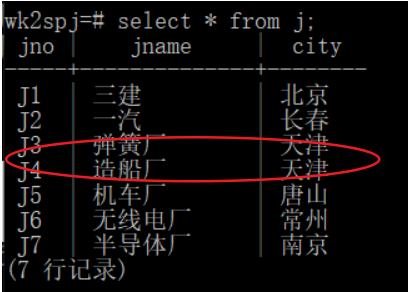 wk2spj=# select * from j;
jno | jname | city
-----+--------------+--------
J1 | 三建 | 北京
J2 | 一汽 | 长春
J3 | 弹簧厂 | 天津
J4 | 造船厂 | 天津
J5 | 机车厂 | 唐山
J6 | 无线电厂 | 常州
J7 | 半导体厂 | 南京
(7 行记录)